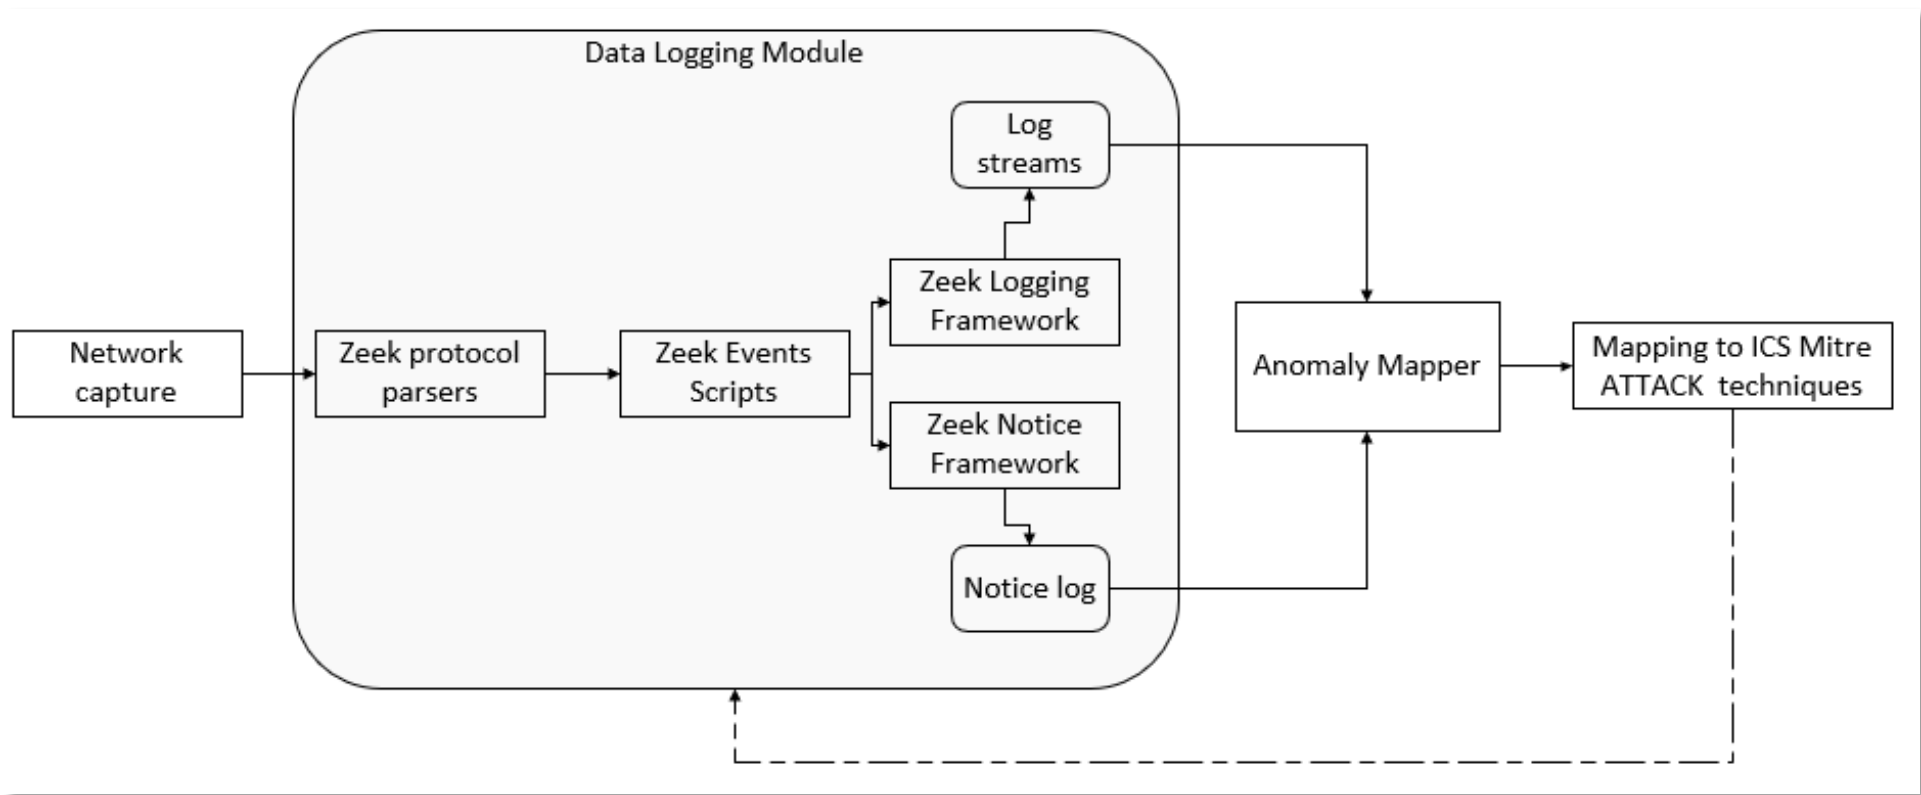 Data Logging Module
Log
streams
Zeek Logging
Framework
Network
capture
Zeek protocol
parsers
Zeek Events
Scripts
Zeek Notice
Framework
Notice log
Anomaly Mapper
Mapping to ICS Mitre
ATTACK  techniques